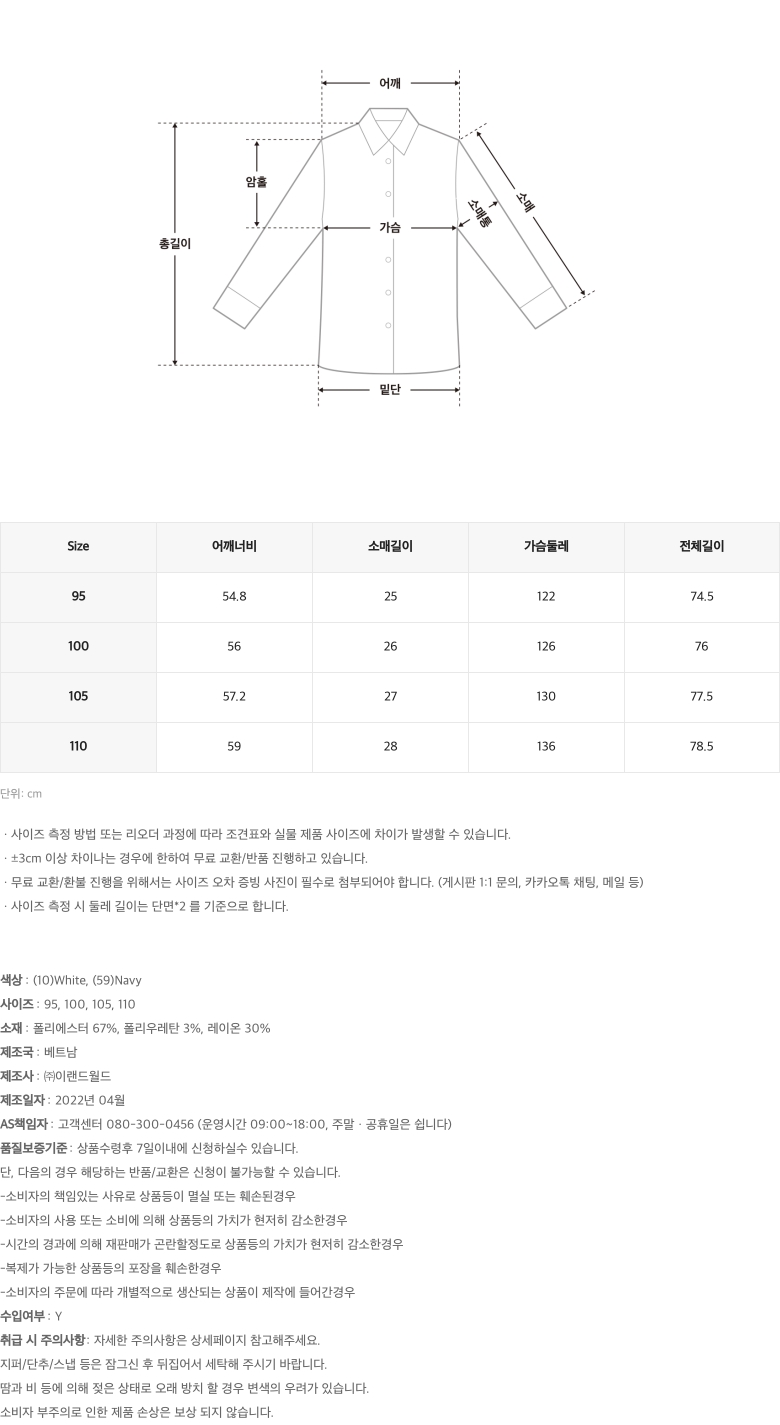 어깨
암홀
소매통
소매
총길이
가슴
밑단
Size 어깨너비 소매길이 가슴둘레 전체길이
95 54.8 25 122 74.5
100 56 26 126 76
105 57.2 27 130 77.5
110 59 28 136 78.5
단위: cm
· 사이즈 측정 방법 또는 리오더 과정에 따라 조견표와 실물 제품 사이즈에 차이가 발생할 수 있습니다.
· ±3cm 이상 차이나는 경우에 한하여 무료 교환/반품 진행하고 있습니다.
· 무료 교환/환불 진행을 위해서는 사이즈 오차 증빙 사진이 필수로 첨부되어야 합니다. (게시판 1:1 문의, 카카오톡 채팅, 메일 등)
· 사이즈 측정 시 둘레 길이는 단면*2 를 기준으로 합니다.
색상 : (10)White, (59)Navy
사이즈 : 95, 100, 105, 110
소재 : 폴리에스터 67%, 폴리우레탄 3%, 레이온 30%
제조국 : 베트남
제조사 : ㈜이랜드월드
제조일자 : 2022년 04월
AS책임자 : 고객센터 080-300-0456 (운영시간 09:00~18:00, 주말 · 공휴일은 쉽니다)
품질보증기준 : 상품수령후 7일이내에 신청하실수 있습니다.
단, 다음의 경우 해당하는 반품/교환은 신청이 불가능할 수 있습니다.
-소비자의 책임있는 사유로 상품등이 멸실 또는 훼손된경우
-소비자의 사용 또는 소비에 의해 상품등의 가치가 현저히 감소한경우
-시간의 경과에 의해 재판매가 곤란할정도로 상품등의 가치가 현저히 감소한경우
-복제가 가능한 상품등의 포장을 훼손한경우
-소비자의 주문에 따라 개별적으로 생산되는 상품이 제작에 들어간경우
수입여부 : Y
취급 시 주의사항 : 자세한 주의사항은 상세페이지 참고해주세요.
지퍼/단추/스냅 등은 잠그신 후 뒤집어서 세탁해 주시기 바랍니다.
땀과 비 등에 의해 젖은 상태로 오래 방치 할 경우 변색의 우려가 있습니다.
소비자 부주의로 인한 제품 손상은 보상 되지 않습니다.